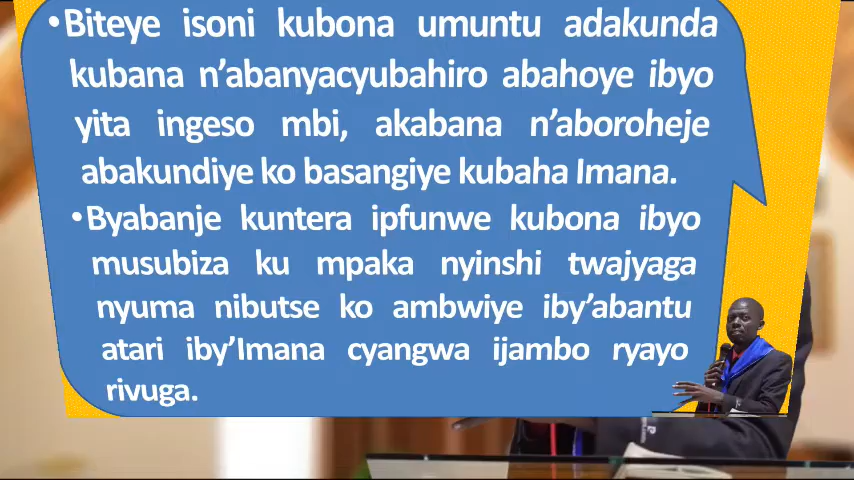 •Biteye isoni kubona umuntu adakunda
kubana n’abanyacyubahiro abahoye ibyo
yita ingeso mbi, akabana n’aboroheje
abakundiye ko basangiye kubaha Imana.
•Byabanje kuntera ipfunwe kubona ibyo
musubiza ku mpaka nyinshi twajyaga
nyuma nibutse ko ambwiye iby’abantu
atari iby’Imana cyangwa ijambo ryayo
rivuga.